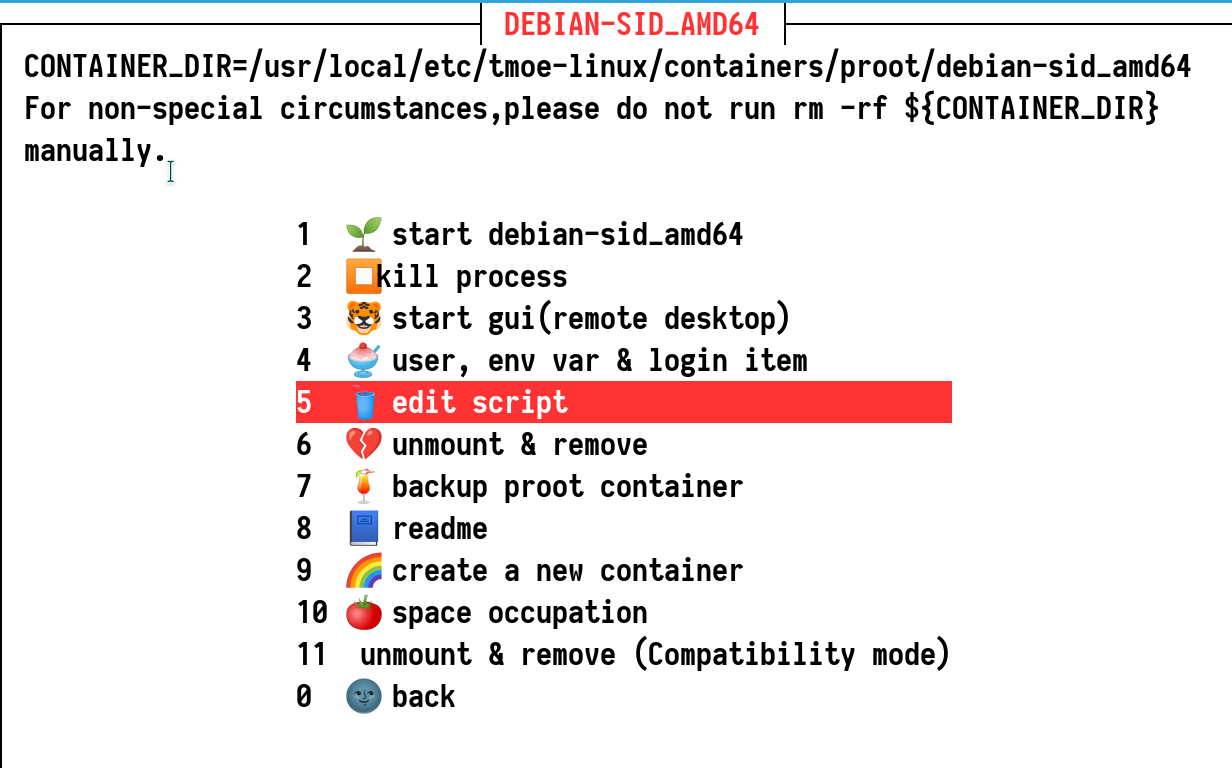 DEBIAN-SID_AMD64
CONTAINER_DIR=/usr/local/etc/tmoe-linux/containers/proot/debian-sid_amd64
For non-special circumstances,please do not run rm -rf ${CONTAINER_DIR}
manually.
1 🌱 start debian-sid_amd64
2 kill process
3 🐯 start gui(remote desktop)
4 🍧 user, env var & login item
5 🥤 edit script
6 💔 unmount & remove
7 🍹 backup proot container
8 📘 readme
9 🌈 create a new container
10 🍅 space occupation
11 unmount & remove (Compatibility mode)
0 🌚 back